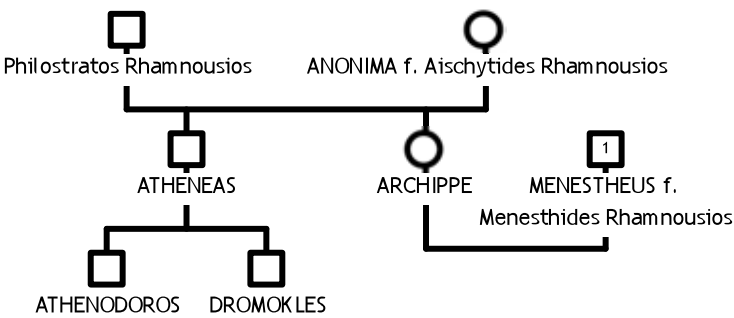 Philostratos Rhamnousios
ANONIMA f. Aischytides Rhamnousios
1
ATHENEAS
ARCHIPPE
MENESTHEUS f.
Menesthides Rhamnousios
ATHENODOROS
DROMOKLES